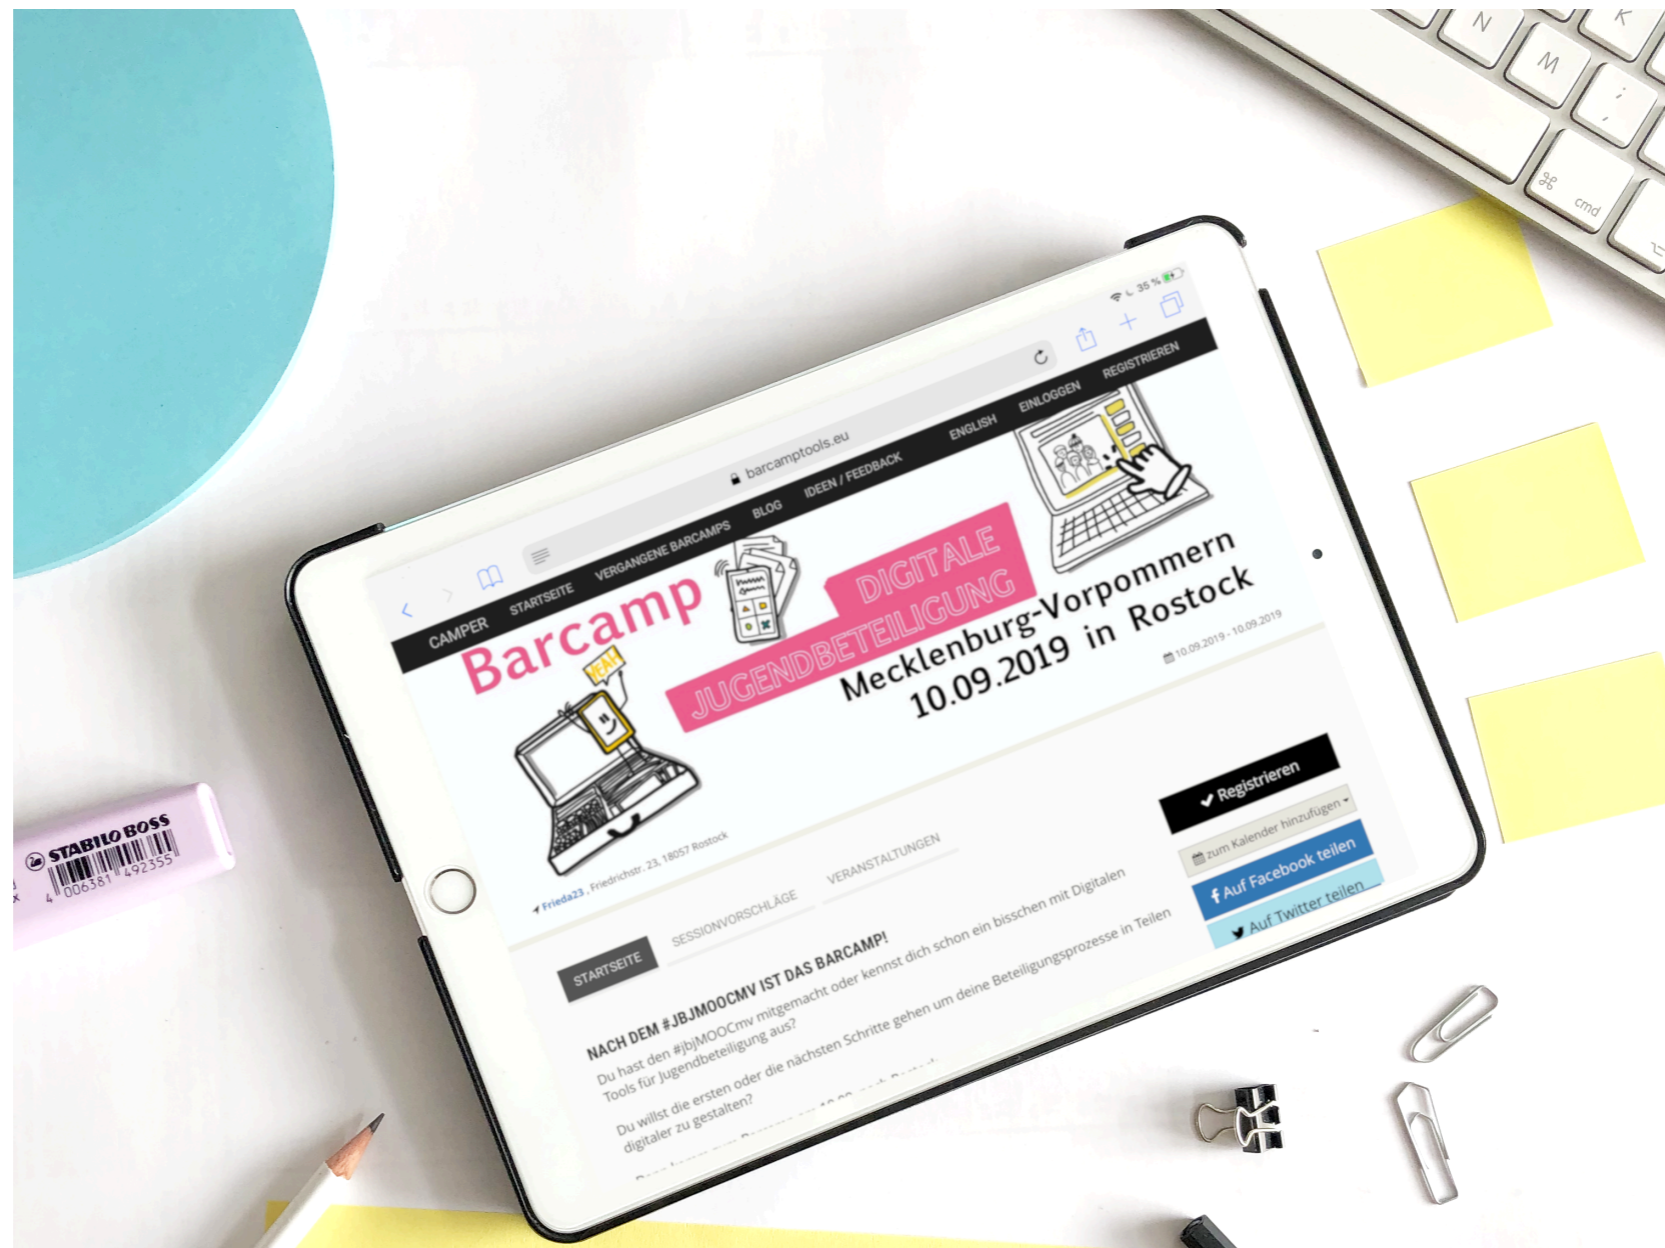 N
M
K
;
,
⌘
cmd
35 %
barcamptools.eu
CAMPER STARTSEITE VERGANGENE BARCAMPS BLOG IDEEN / FEEDBACK ENGLISH EINLOGGEN REGISTRIEREN
Barcamp
DIGITALE
JUGENDBETEILIGUNG
Mecklenburg-Vorpommern
10.09.2019 in Rostock
10.09.2019 - 10.09.2019
YEAH
Frieda23 , Friedrichstr. 23, 18057 Rostock
Registrieren
zum Kalender hinzufügen
Auf Facebook teilen
Auf Twitter teilen
STARTSEITE SESSIONVORSCHLÄGE VERANSTALTUNGEN
NACH DEM #JBJMOOCMV IST DAS BARCAMP!
Du hast den #jbjMOOCmv mitgemacht oder kennst dich schon ein bisschen mit Digitalen
Tools für Jugendbeteiligung aus?
Du willst die ersten oder die nächsten Schritte gehen um deine Beteiligungsprozesse in Teilen
digitaler zu gestalten?
STABILO BOSS
4 006381 492355